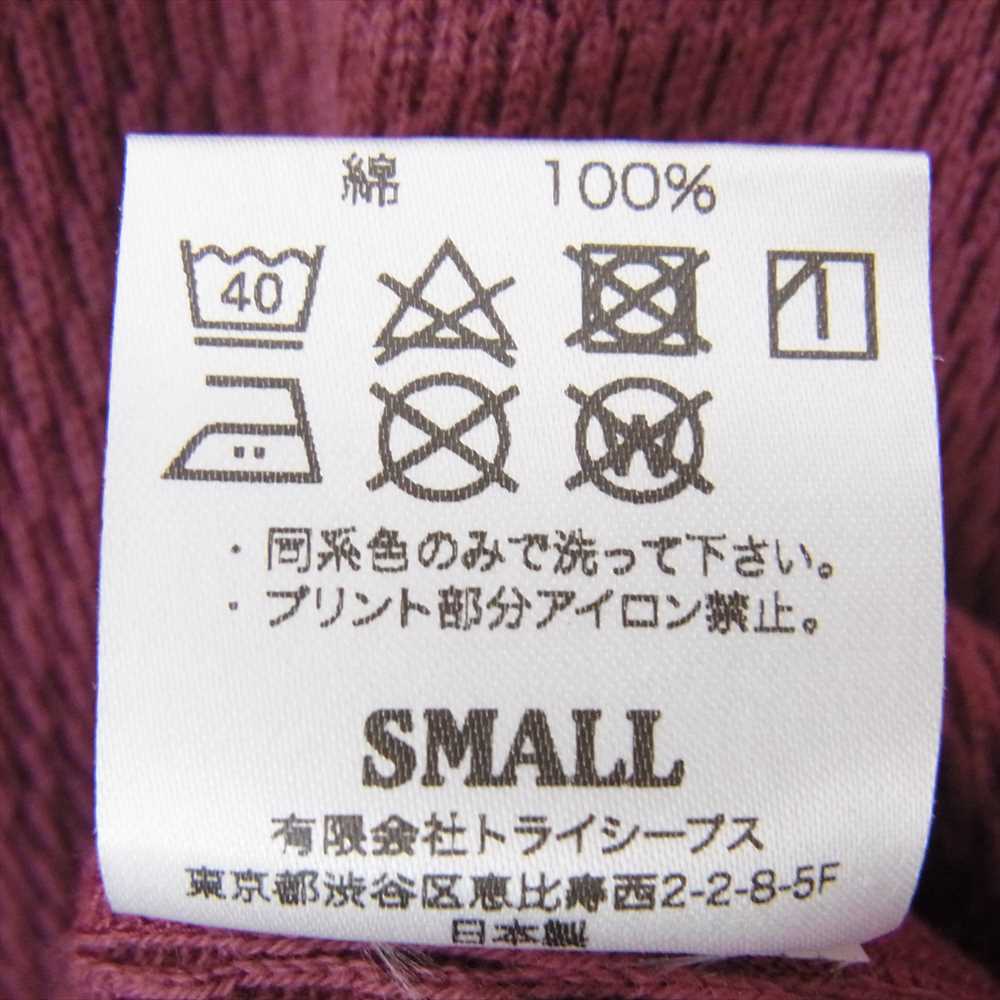 綿 100%
40
W
・同系色のみで洗って下さい。
・プリント部分アイロン禁止。
SMALL
有限会社トライシープス
東京都渋谷区恵比寿西2-2-8-5F
日本製